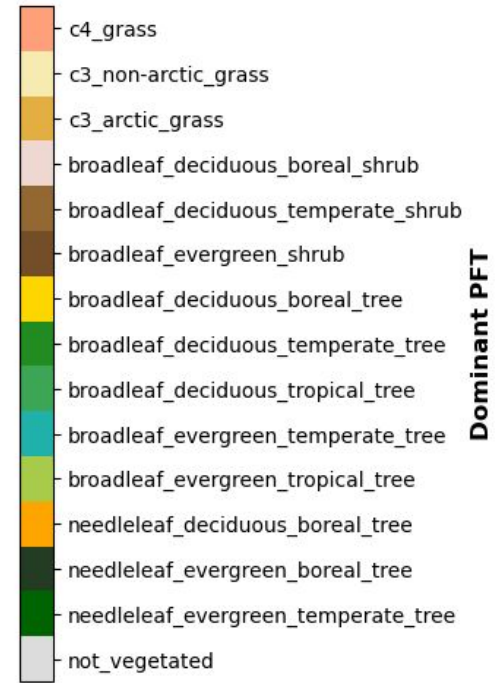 c4_grass
c3_non-arctic_grass
c3_arctic_grass
broadleaf_deciduous_boreal_shrub
broadleaf_deciduous_temperate_shrub
broadleaf_evergreen_shrub
broadleaf_deciduous_boreal_tree
broadleaf_deciduous_temperate_tree
broadleaf_deciduous_tropical_tree
broadleaf_evergreen_temperate_tree
broadleaf_evergreen_tropical_tree
needleleaf_deciduous_boreal_tree
needleleaf_evergreen_boreal_tree
needleleaf_evergreen_temperate_tree
not_vegetated
Dominant PFT